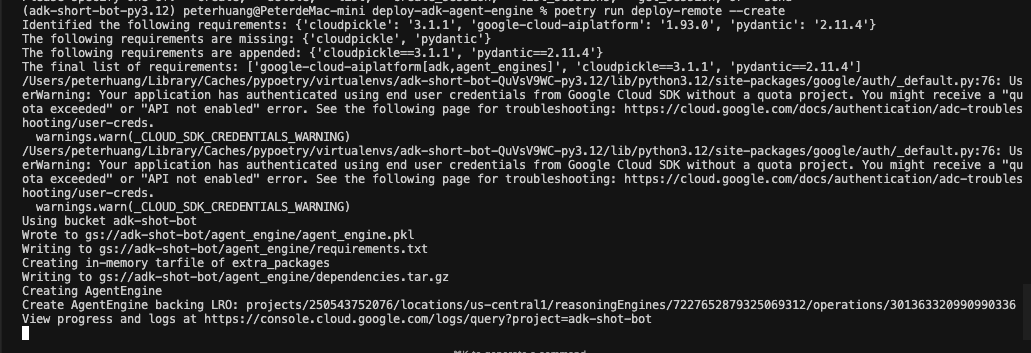 (adk-short-bot-py3.12) peterhuang@PeterdeMac-mini deploy-adk-agent-engine % poetry run deploy-remote --create
Identified the following requirements: {'cloudpickle': '3.1.1', 'google-cloud-aiplatform': '1.93.0', 'pydantic': '2.11.4'}
The following requirements are missing: {'cloudpickle', 'pydantic'}
The following requirements are appended: {'cloudpickle==3.1.1', 'pydantic==2.11.4'}
The final list of requirements: ['google-cloud-aiplatform[adk,agent_engines]', 'cloudpickle==3.1.1', 'pydantic==2.11.4']
/Users/peterhuang/Library/Caches/pypoetry/virtualenvs/adk-short-bot-QuVsV9WC-py3.12/lib/python3.12/site-packages/google/auth/_default.py:76: Us
erWarning: Your application has authenticated using end user credentials from Google Cloud SDK without a quota project. You might receive a "qu
ota exceeded" or "API not enabled" error. See the following page for troubleshooting: https://cloud.google.com/docs/authentication/adc-troubles
hooting/user-creds.
  warnings.warn(_CLOUD_SDK_CREDENTIALS_WARNING)
/Users/peterhuang/Library/Caches/pypoetry/virtualenvs/adk-short-bot-QuVsV9WC-py3.12/lib/python3.12/site-packages/google/auth/_default.py:76: Us
erWarning: Your application has authenticated using end user credentials from Google Cloud SDK without a quota project. You might receive a "qu
ota exceeded" or "API not enabled" error. See the following page for troubleshooting: https://cloud.google.com/docs/authentication/adc-troubles
hooting/user-creds.
  warnings.warn(_CLOUD_SDK_CREDENTIALS_WARNING)
Using bucket adk-shot-bot
Wrote to gs://adk-shot-bot/agent_engine/agent_engine.pkl
Writing to gs://adk-shot-bot/agent_engine/requirements.txt
Creating in-memory tarfile of extra_packages
Writing to gs://adk-shot-bot/agent_engine/dependencies.tar.gz
Creating AgentEngine
Create AgentEngine backing LRO: projects/250543752076/locations/us-central1/reasoningEngines/7227652879325069312/operations/301363320990990336
View progress and logs at https://console.cloud.google.com/logs/query?project=adk-shot-bot